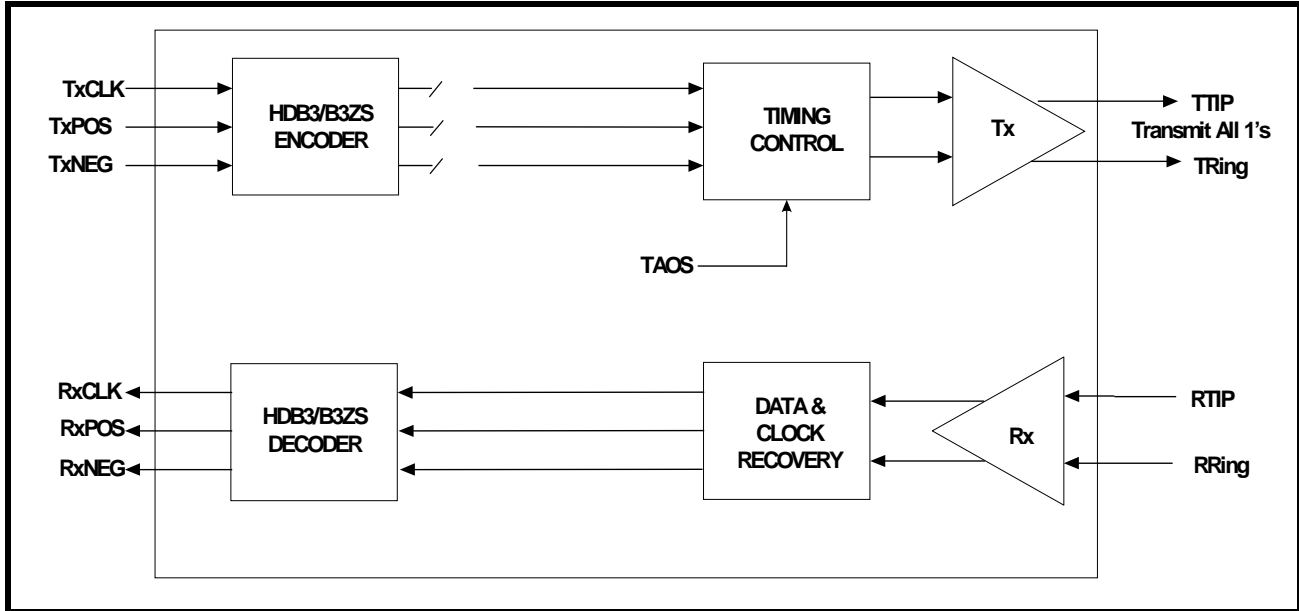 TxCLK
TxPOS
TxNEG
HDB3/B3ZS
ENCODER
TIMING
CONTROL
Tx
TTIP
Transmit All 1's
TRing
TAOS
RxCLK
RxPOS
RxNEG
HDB3/B3ZS
DECODER
DATA &
CLOCK
RECOVERY
Rx
RTIP
RRing